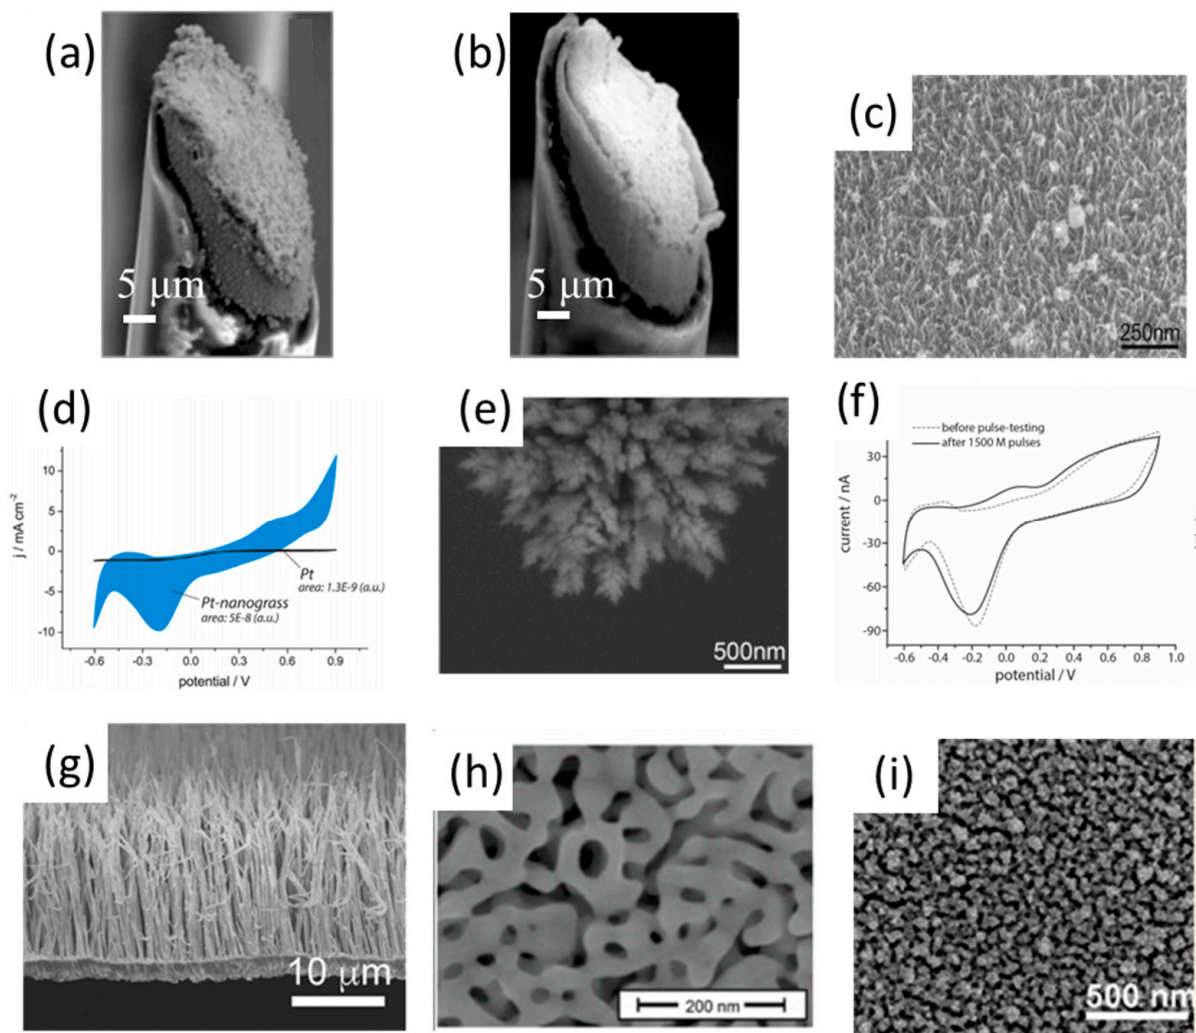 (a)
5 μm
(b)
5 μm
(c)
250nm
(d)
j / mA cm-2
10
5
0
-5
-10
Pt
area: 1.3E-9 (a.u.)
Pt-nanograss
area: 5E-8 (a.u.)
-0.6 -0.3 0.0 0.3 0.6 0.9
potential / V
(e)
500nm
(f)
before pulse-testing
after 1500 M pulses
current / nA
30
0
-30
-60
-90
-0.6 -0.4 -0.2 0.0 0.2 0.4 0.6 0.8 1.0
potential / V
(g)
10 μm
(h)
200 nm
(i)
500 nm